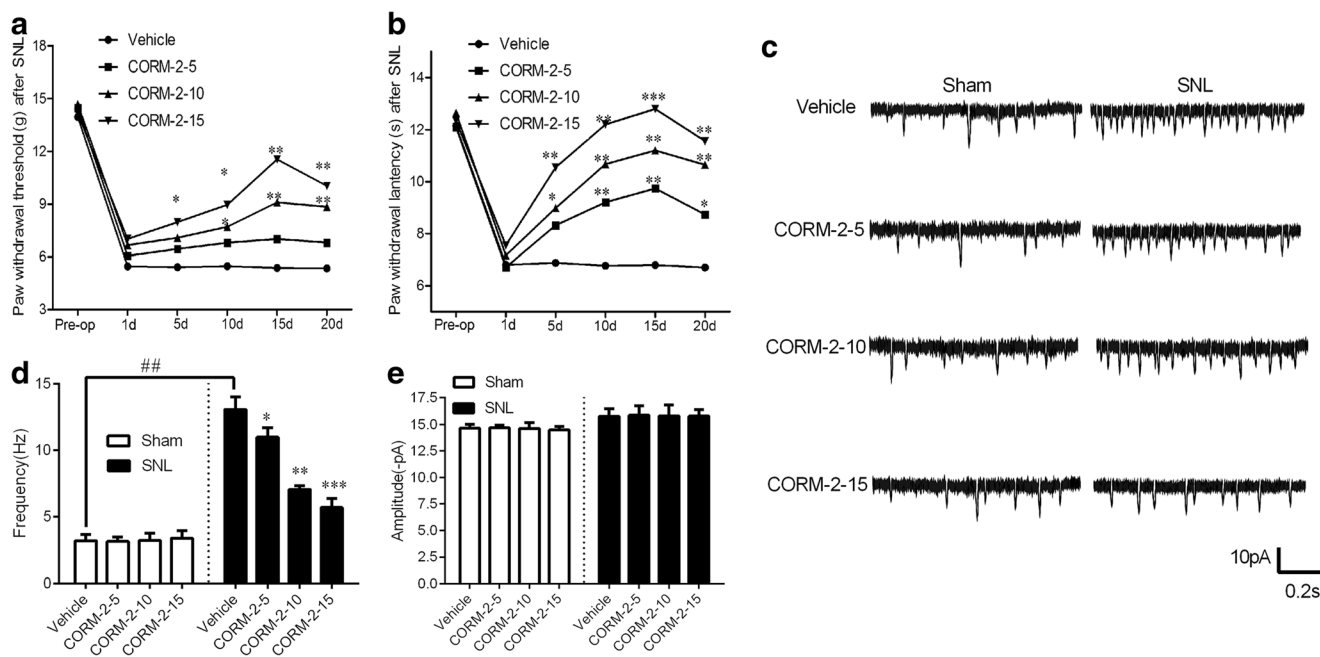 a
Paw withdrawal threshold (g) after SNL
18
15
12
9
6
3
Vehicle
CORM-2-5
CORM-2-10
CORM-2-15
*
*
**
**
*
**
**
Pre-op 1d 5d 10d 15d 20d
b
Paw withdrawal lantency (s) after SNL
14
12
10
8
6
Vehicle
CORM-2-5
CORM-2-10
CORM-2-15
**
**
***
**
*
**
**
**
**
**
*
Pre-op 1d 5d 10d 15d 20d
c
Sham SNL
Vehicle
CORM-2-5
CORM-2-10
CORM-2-15
10pA
0.2s
d
Frequency(Hz)
15
10
5
0
##
Sham
SNL
*
**
***
Vehicle CORM-2-5 CORM-2-10 CORM-2-15 Vehicle CORM-2-5 CORM-2-10 CORM-2-15
e
Amplitude(-pA)
17.5
15.0
12.5
10.0
7.5
5.0
2.5
0.0
Sham
SNL
Vehicle CORM-2-5 CORM-2-10 CORM-2-15 Vehicle CORM-2-5 CORM-2-10 CORM-2-15